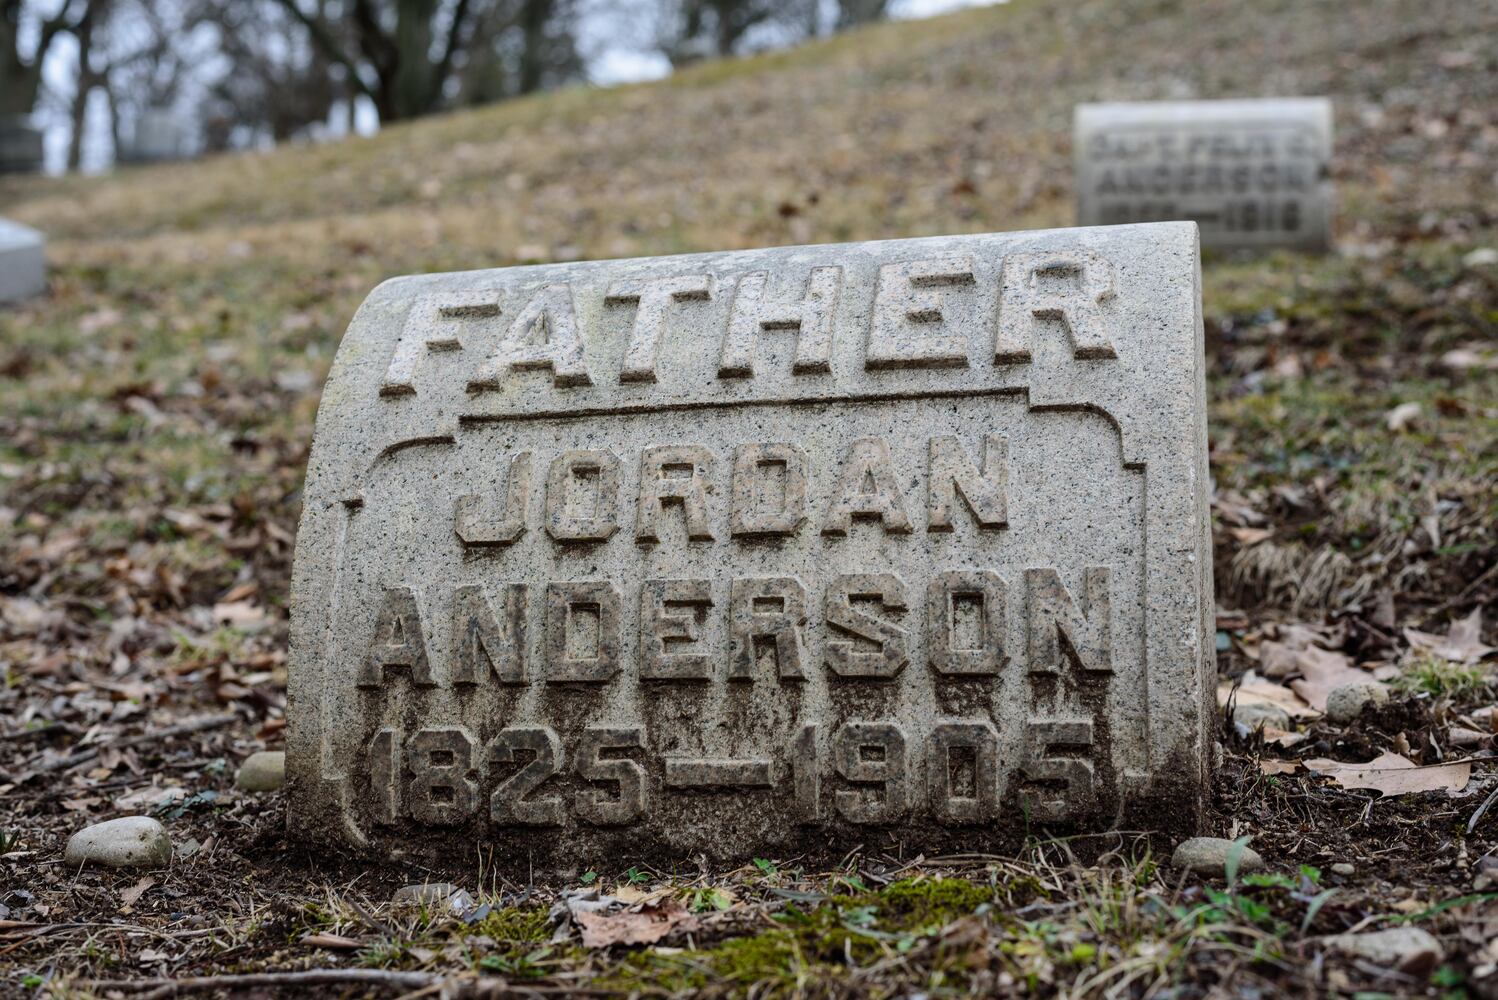 FATHER
JORDAN
ANDERSON
1825—1905
ANDERSON